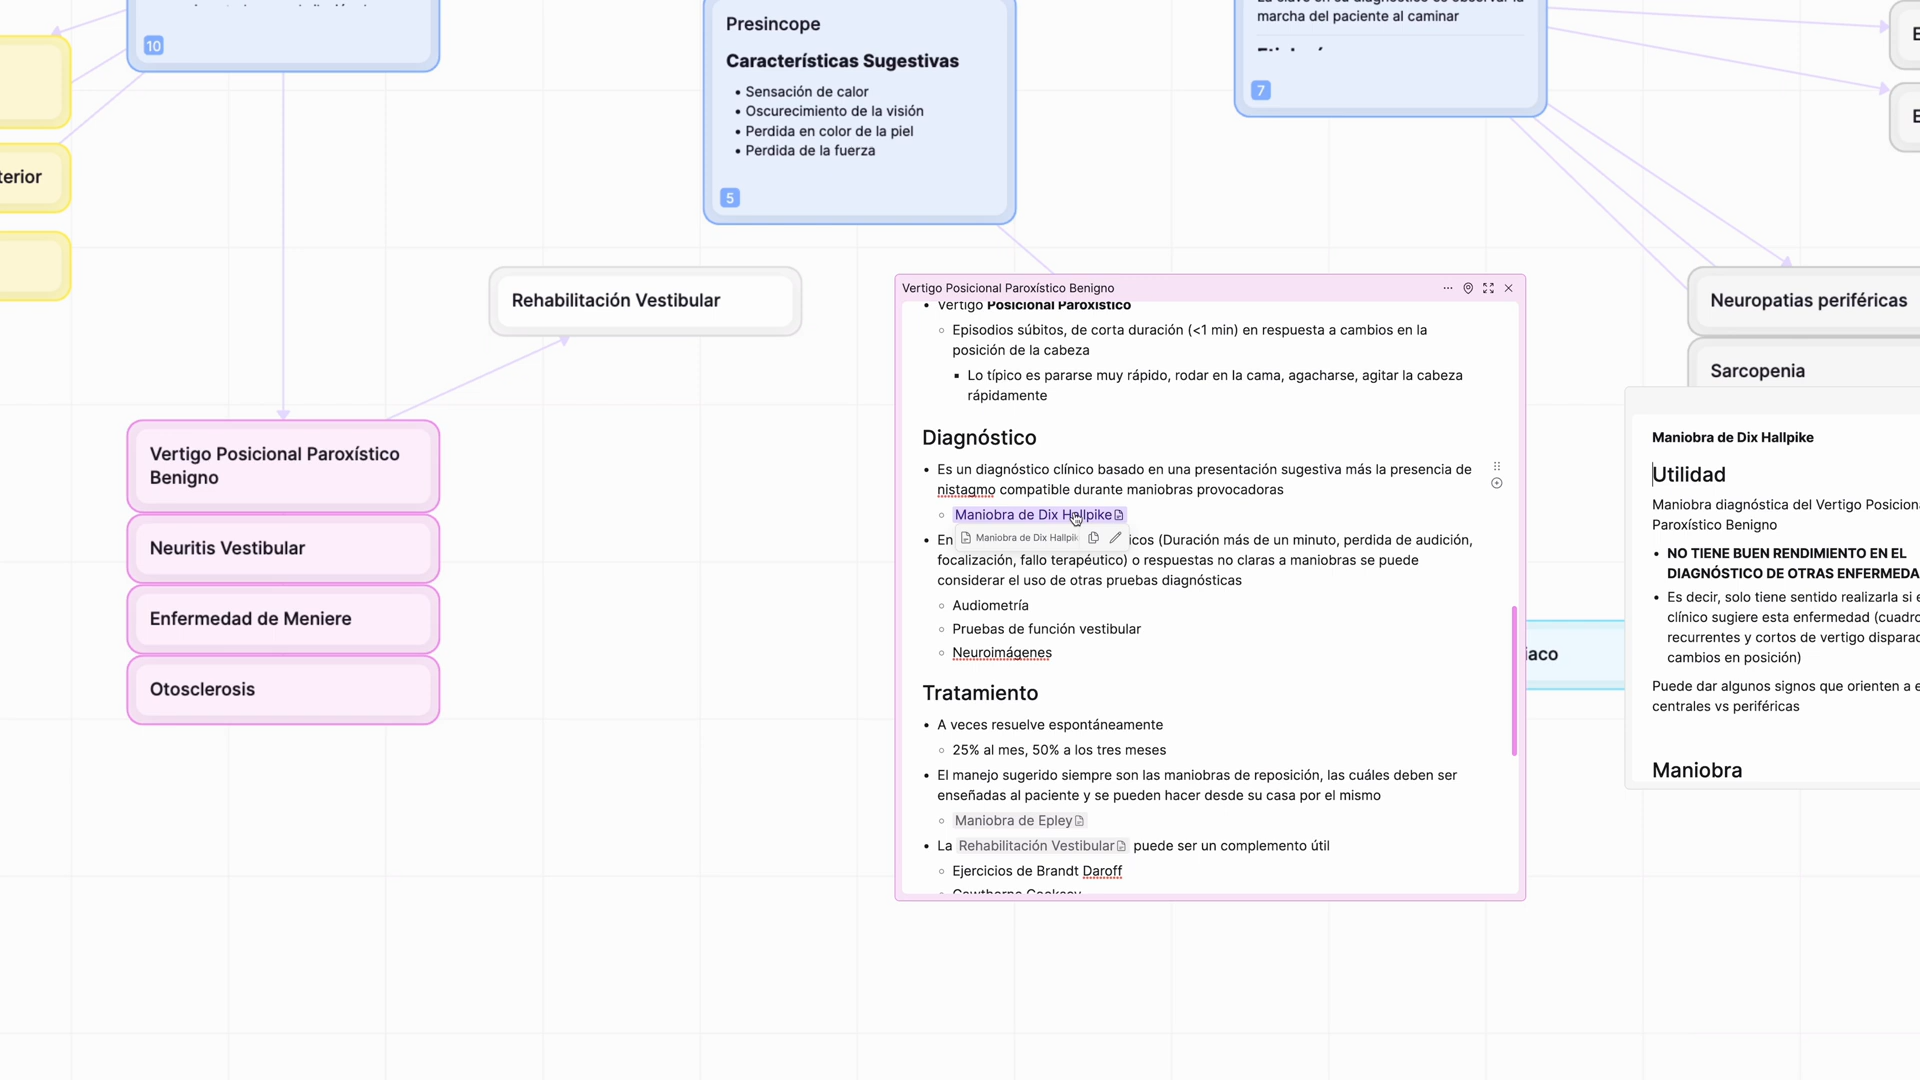 10
Presincope
Características Sugestivas
• Sensación de calor
• Oscurecimiento de la visión
• Perdida en color de la piel
• Perdida de la fuerza
5
marcha del paciente al caminar
7
E
E
terior
Rehabilitación Vestibular
Vertigo Posicional Paroxístico
Benigno
Neuritis Vestibular
Enfermedad de Meniere
Otosclerosis
Vertigo Posicional Paroxístico Benigno
• Vertigo Posicional Paroxístico
◦ Episodios súbitos, de corta duración (<1 min) en respuesta a cambios en la
posición de la cabeza
▪ Lo típico es pararse muy rápido, rodar en la cama, agacharse, agitar la cabeza
rápidamente
Diagnóstico
• Es un diagnóstico clínico basado en una presentación sugestiva más la presencia de
nistagmo compatible durante maniobras provocadoras
◦ Maniobra de Dix Hallpike
Maniobra de Dix Hallpik
• En icos (Duración más de un minuto, perdida de audición,
focalización, fallo terapéutico) o respuestas no claras a maniobras se puede
considerar el uso de otras pruebas diagnósticas
◦ Audiometría
◦ Pruebas de función vestibular
◦ Neuroimágenes
Tratamiento
• A veces resuelve espontáneamente
◦ 25% al mes, 50% a los tres meses
• El manejo sugerido siempre son las maniobras de reposición, las cuáles deben ser
enseñadas al paciente y se pueden hacer desde su casa por el mismo
◦ Maniobra de Epley
• La Rehabilitación Vestibular puede ser un complemento útil
◦ Ejercicios de Brandt Daroff
Neuropatias periféricas
Sarcopenia
iaco
Maniobra de Dix Hallpike
Utilidad
Maniobra diagnóstica del Vertigo Posicion
Paroxístico Benigno
• NO TIENE BUEN RENDIMIENTO EN EL
DIAGNÓSTICO DE OTRAS ENFERMEDA
• Es decir, solo tiene sentido realizarla si e
clínico sugiere esta enfermedad (cuadro
recurrentes y cortos de vertigo disparad
cambios en posición)
Puede dar algunos signos que orienten a e
centrales vs periféricas
Maniobra